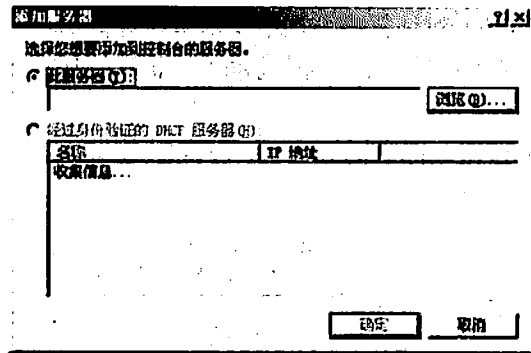 添加服务器
选择您想要添加到控制台的服务器。
此服务器(T):
浏览(B)...
经过身份验证的 DHCP 服务器(H)
名称 IP 地址
收集信息...
确定 取消